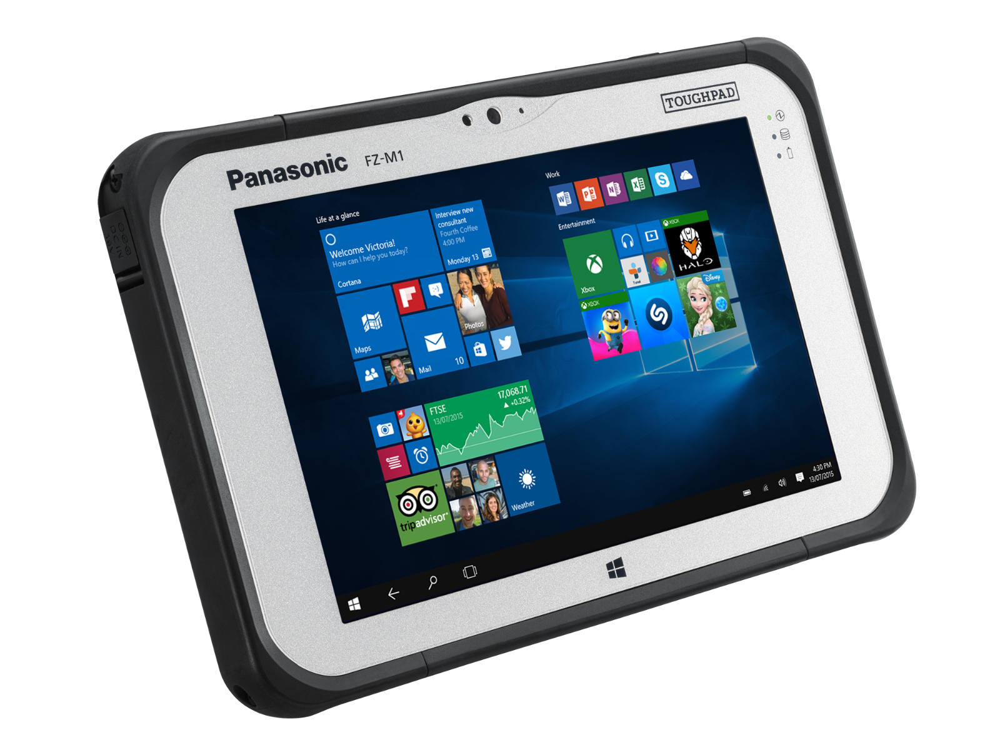 TOUGHPAD
Panasonic FZ-M1
Life at a glance
Welcome Victoria!
How can I help you today?
Cortana
Interview new
consultant
Fourth Coffee
4:00 PM
Monday 13
Maps
Photos
Mail 10
Work
W
P
N
X
S
Entertainment
Xbox
XBOX
HALO
XBOX
Disney
FTSE
13/07/2015
17,068.71
+0.32%
tripadvisor
Weather
4:30 PM
13/07/2015